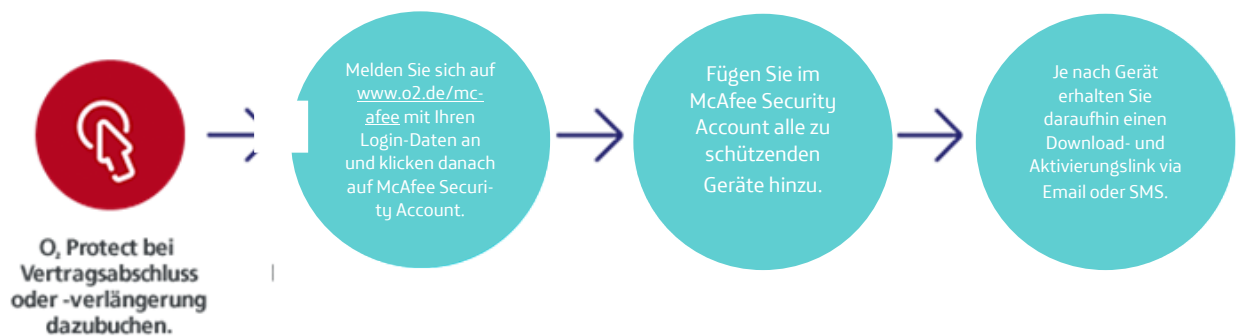 O, Protect bei
Vertragsabschluss
oder -verlängerung
dazubuchen.
Melden Sie sich auf
www.o2.de/mc-
afee mit Ihren
Login-Daten an
und klicken danach
auf McAfee Securi-
ty Account.
Fügen Sie im
McAfee Security
Account alle zu
schützenden
Geräte hinzu.
Je nach Gerät
erhalten Sie
daraufhin einen
Download- und
Aktivierungslink via
Email oder SMS.